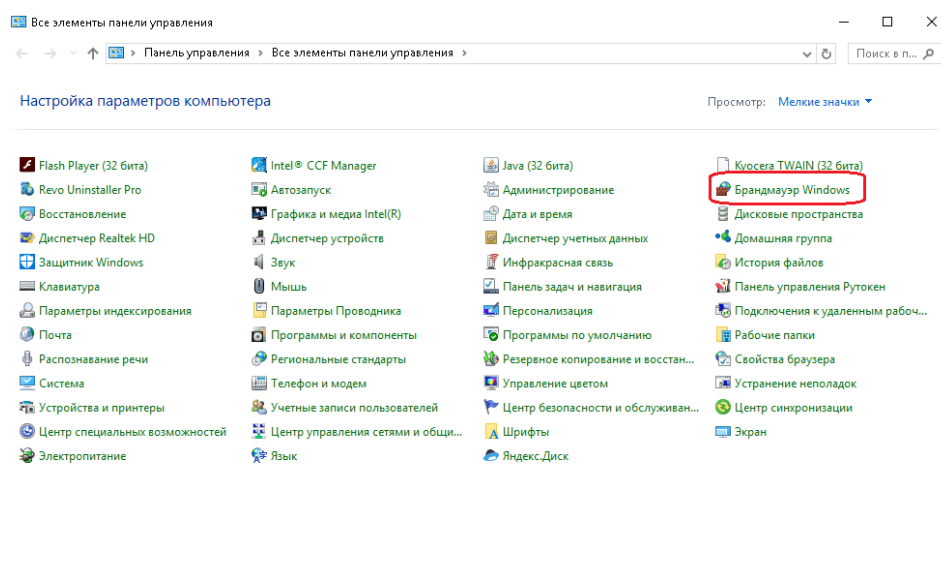 Все элементы панели управления
Панель управления > Все элементы панели управления >
Поиск в п...
Настройка параметров компьютера
Просмотр: Мелкие значки
Flash Player (32 бита) Intel® CCF Manager Java (32 бита) Kyocera TWAIN (32 бита)
Revo Uninstaller Pro Автозапуск Администрирование Брандмауэр Windows
Восстановление Графика и медиа Intel(R) Дата и время Дисковые пространства
Диспетчер Realtek HD Диспетчер устройств Диспетчер учетных данных Домашняя группа
Защитник Windows Звук Инфракрасная связь История файлов
Клавиатура Мышь Панель задач и навигация Панель управления Рутокен
Параметры индексирования Параметры Проводника Персонализация Подключения к удаленным рабоч...
Почта Программы и компоненты Программы по умолчанию Рабочие папки
Распознавание речи Региональные стандарты Резервное копирование и восстан... Свойства браузера
Система Телефон и модем Управление цветом Устранение неполадок
Устройства и принтеры Учетные записи пользователей Центр безопасности и обслуживан... Центр синхронизации
Центр специальных возможностей Центр управления сетями и общи... Шрифты Экран
Электропитание Язык Яндекс.Диск